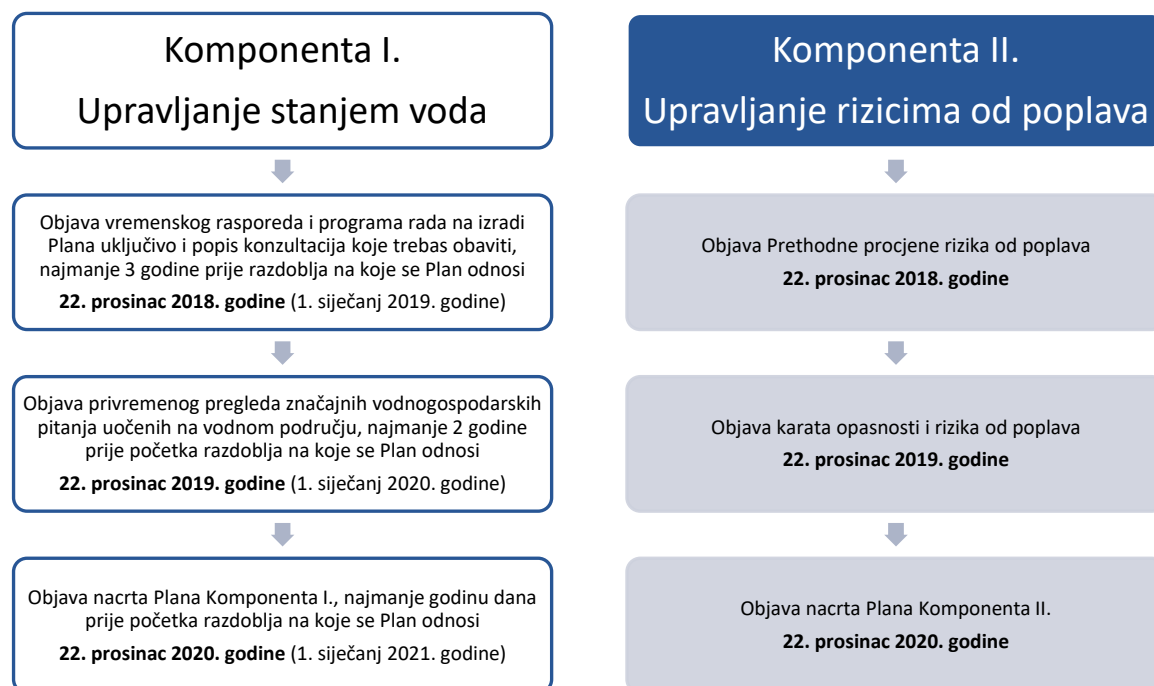 Komponenta I.
Upravljanje stanjem voda
Objava vremenskog rasporeda i programa rada na izradi
Plana uključivo i popis konzultacija koje trebas obaviti,
najmanje 3 godine prije razdoblja na koje se Plan odnosi
22. prosinac 2018. godine (1. siječanj 2019. godine)
Objava privremenog pregleda značajnih vodnogospodarskih
pitanja uočenih na vodnom području, najmanje 2 godine
prije početka razdoblja na koje se Plan odnosi
22. prosinac 2019. godine (1. siječanj 2020. godine)
Objava nacrta Plana Komponenta I., najmanje godinu dana
prije početka razdoblja na koje se Plan odnosi
22. prosinac 2020. godine (1. siječanj 2021. godine)
Komponenta II.
Upravljanje rizicima od poplava
Objava Prethodne procjene rizika od poplava
22. prosinac 2018. godine
Objava karata opasnosti i rizika od poplava
22. prosinac 2019. godine
Objava nacrta Plana Komponenta II.
22. prosinac 2020. godine